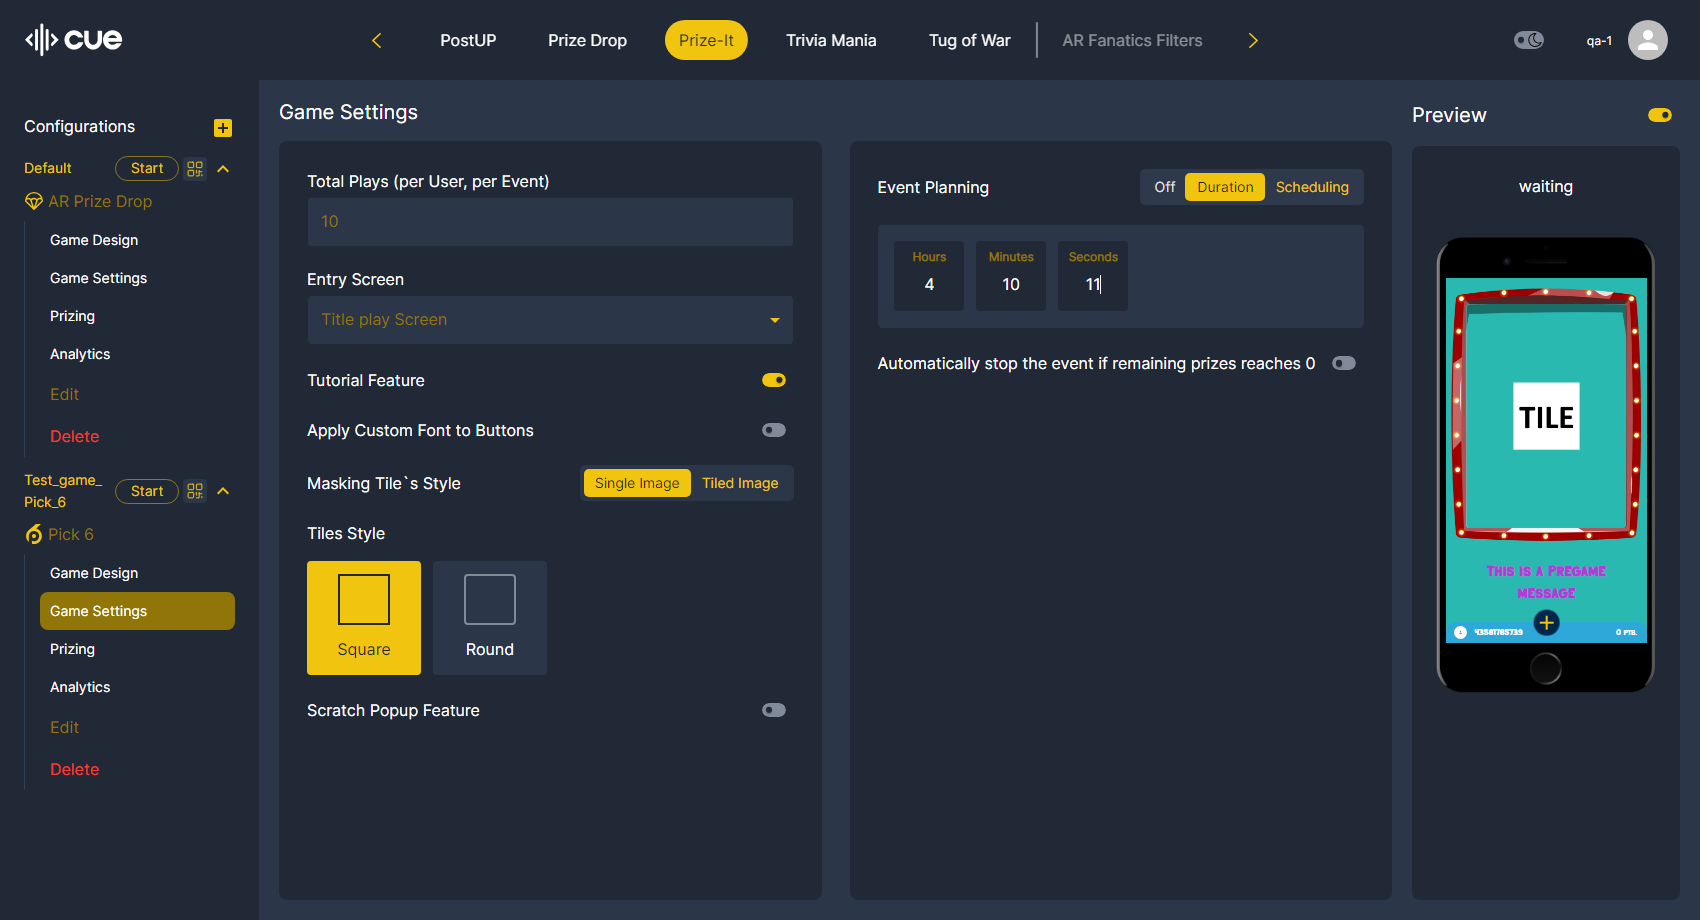 cue
PostUP
Prize Drop
Prize-It
Trivia Mania
Tug of War
AR Fanatics Filters
qa-1
Configurations
Default
Start
AR Prize Drop
Game Design
Game Settings
Prizing
Analytics
Edit
Delete
Test_game_
Pick_6
Start
Pick 6
Game Design
Game Settings
Prizing
Analytics
Edit
Delete
Game Settings
Total Plays (per User, per Event)
10
Entry Screen
Title play Screen
Tutorial Feature
Apply Custom Font to Buttons
Masking Tile`s Style
Single Image
Tiled Image
Tiles Style
Square
Round
Scratch Popup Feature
Event Planning
Off
Duration
Scheduling
Hours
4
Minutes
10
Seconds
11
Automatically stop the event if remaining prizes reaches 0
Preview
waiting
TILE
THIS IS A PREGAME
MESSAGE
43581765739
0 PTS.